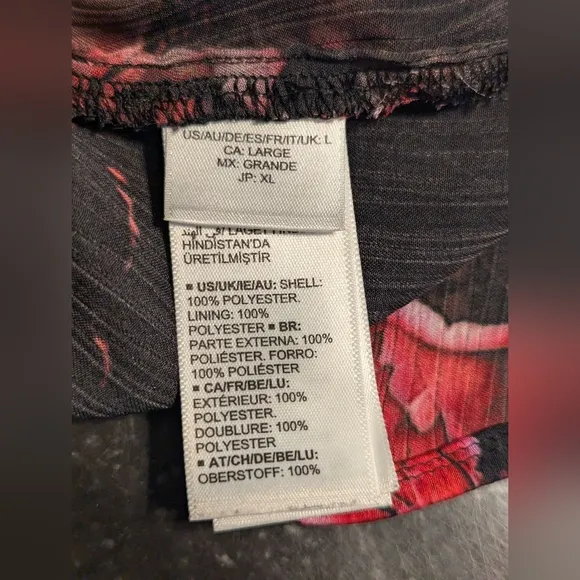 US/AU/DE/ES/FR/IT/UK: L
CA: LARGE
MX: GRANDE
JP: XL
في الهند/
HİNDİSTAN'DA
ÜRETİLMİŞTİR
■ US/UK/IE/AU: SHELL:
100% POLYESTER.
LINING: 100%
POLYESTER ■ BR:
PARTE EXTERNA: 100%
POLIÉSTER. FORRO:
100% POLIÉSTER
■ CA/FR/BE/LU:
EXTÉRIEUR: 100%
POLYESTER.
DOUBLURE: 100%
POLYESTER
■ AT/CH/DE/BE/LU:
OBERSTOFF: 100%